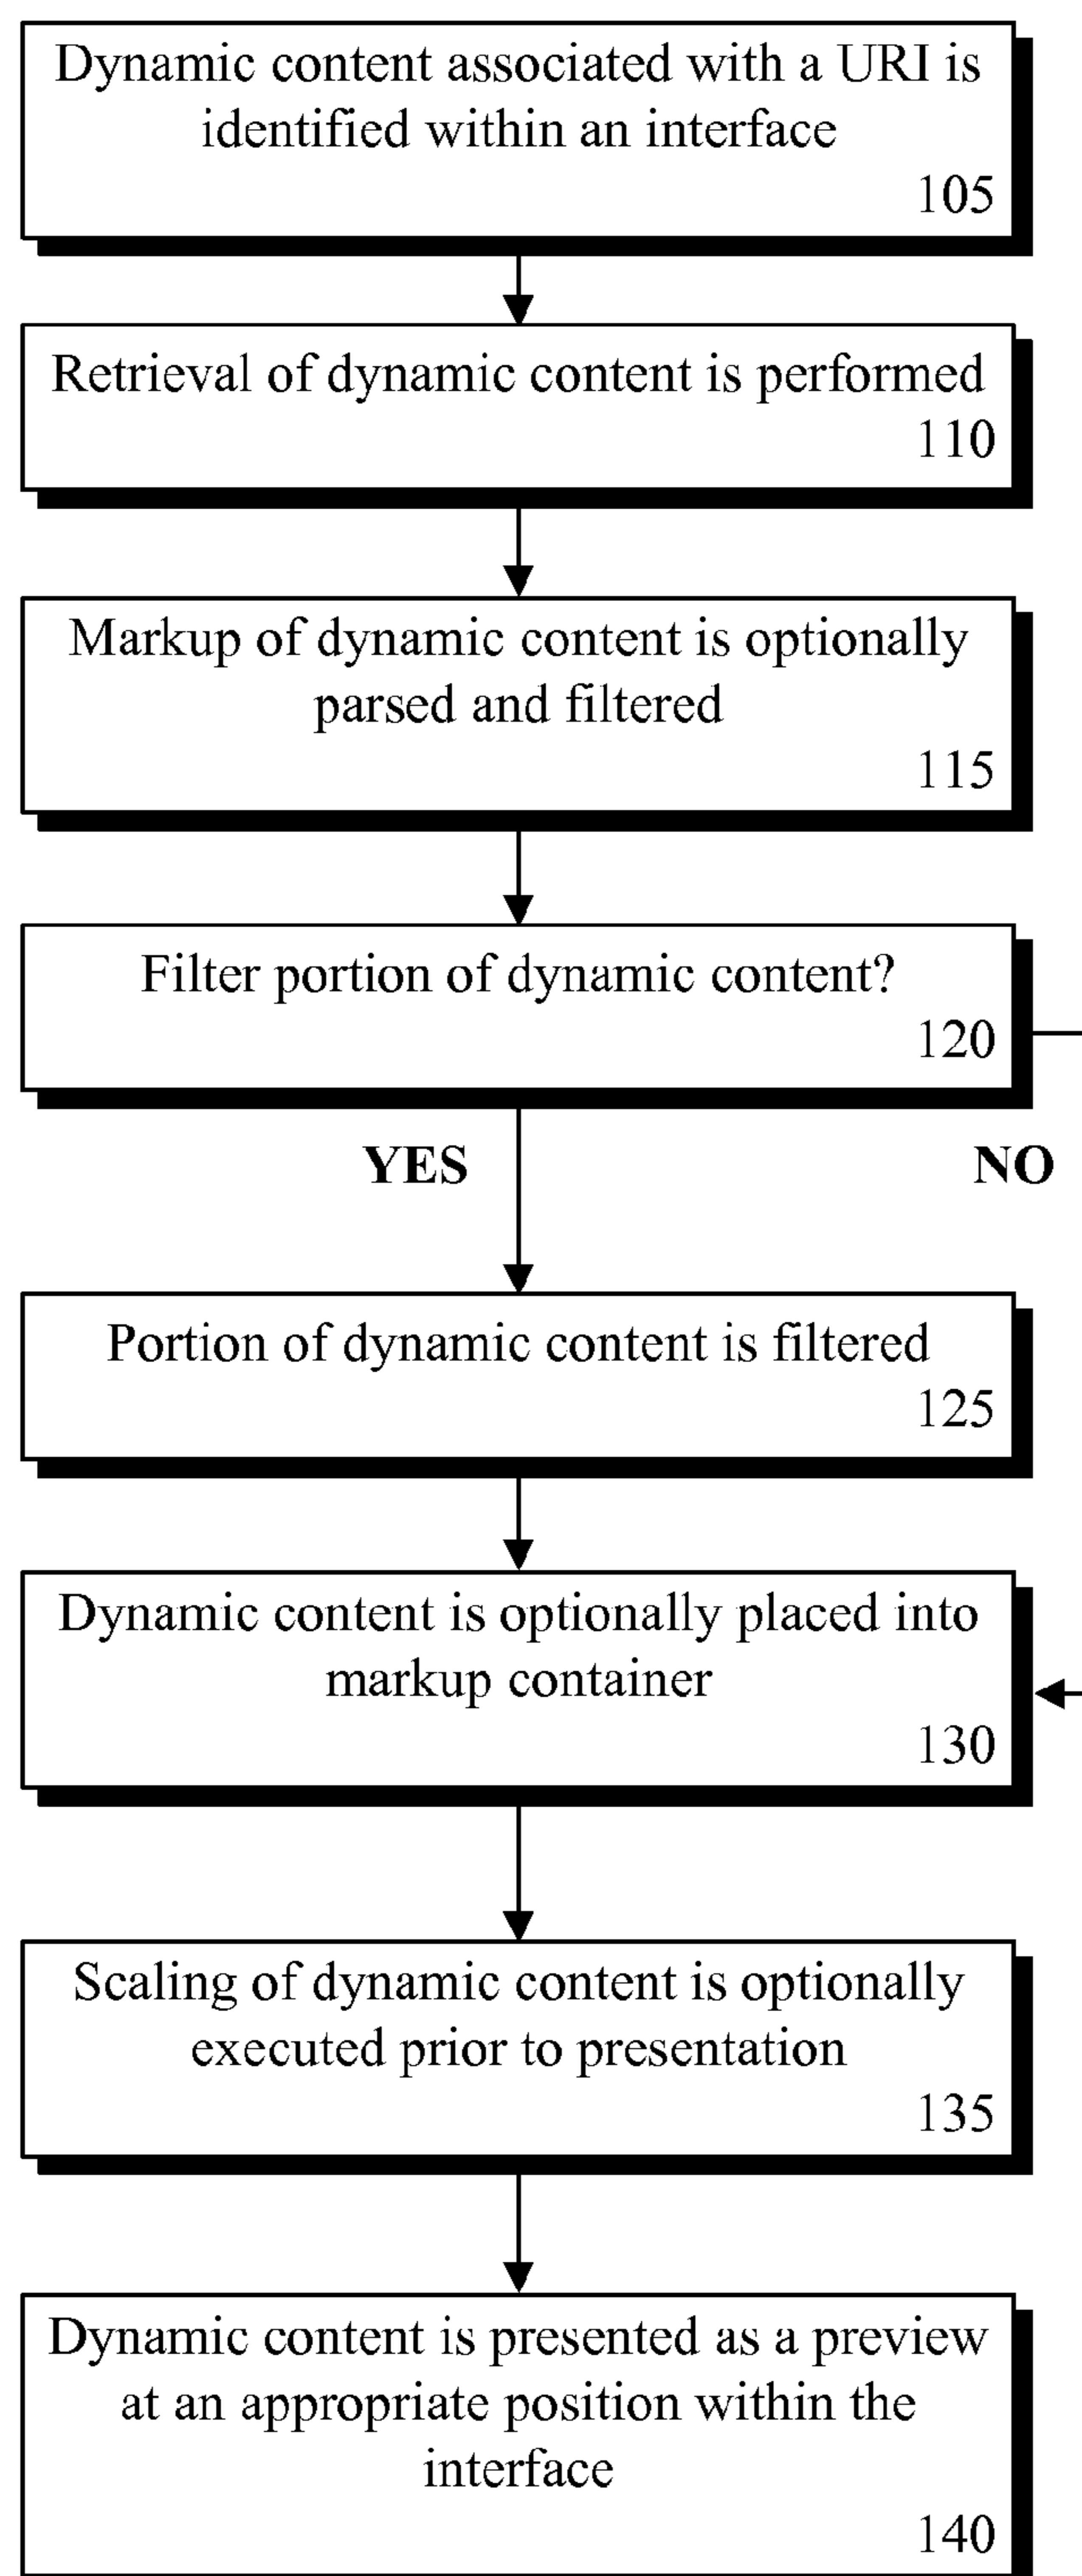 Dynamic content associated with a URI is
identified within an interface
105
Retrieval of dynamic content is performed
110
Markup of dynamic content is optionally
parsed and filtered
115
Filter portion of dynamic content?
120
YES
NO
Portion of dynamic content is filtered
125
Dynamic content is optionally placed into
markup container
130
Scaling of dynamic content is optionally
executed prior to presentation
135
Dynamic content is presented as a preview
at an appropriate position within the
interface
140